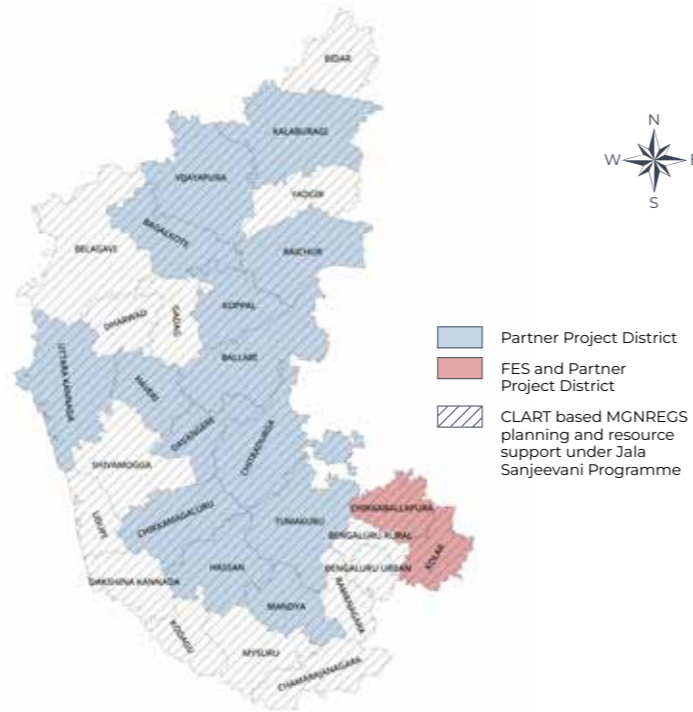 BIDAR
KALABURAGI
VIJAYAPURA
YADGIR
BAGALKOTE
RAICHUR
BELAGAVI
KOPPAL
DHARWAD
GADAG
BALLARI
UTTARA KANNADA
HAVERI
DAVANGARE
CHITRADURGA
SHIVAMOGGA
UDUPI
CHIKKAMAGALURU
TUMAKURU
CHIKKABALLAPURA
BENGALURU RURAL
KOLAR
BENGALURU URBAN
HASSAN
DAKSHINA KANNADA
RAMANAGARA
MANDYA
KODAGU
MYSURU
CHAMARAJANAGARA
N
W
E
S
Partner Project District
FES and Partner
Project District
CLART based MGNREGS
planning and resource
support under Jala
Sanjeevani Programme